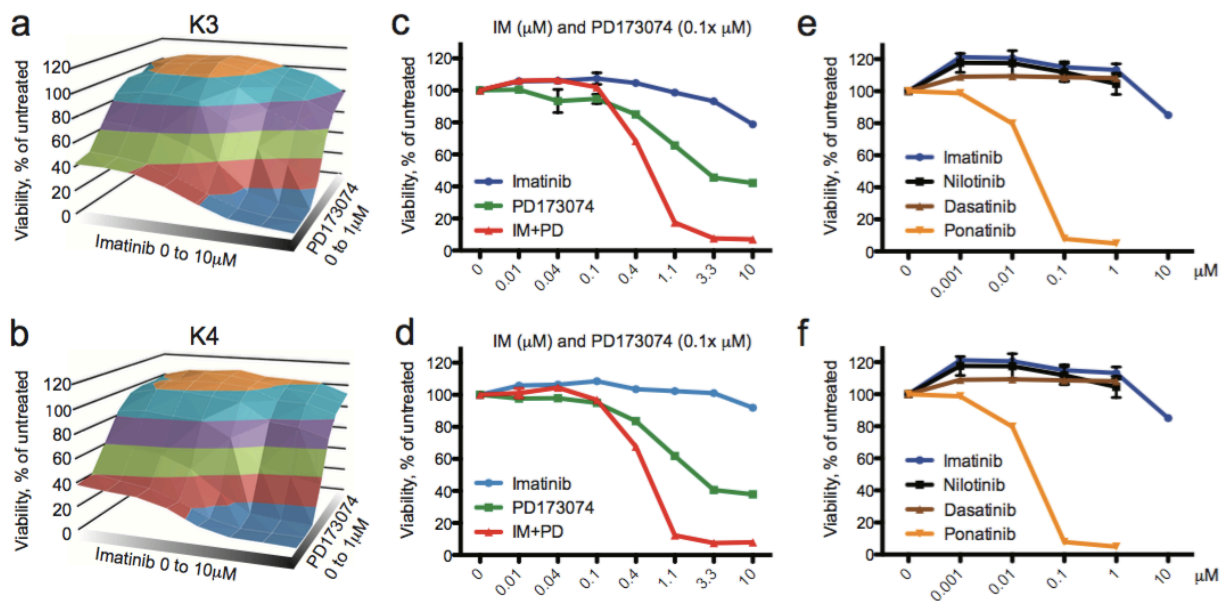 a
K3
Viability, % of untreated
120
100
80
60
40
20
0
Imatinib 0 to 10μM
PD173074
0 to 1μM
c
IM (μM) and PD173074 (0.1x μM)
Viability, % of untreated
120
100
80
60
40
20
0
Imatinib
PD173074
IM+PD
0
0.01
0.04
0.1
0.4
1.1
3.3
10
e
Viability, % of untreated
120
100
80
60
40
20
0
Imatinib
Nilotinib
Dasatinib
Ponatinib
0
0.001
0.01
0.1
1
10
μM
b
K4
Viability, % of untreated
120
100
80
60
40
20
0
Imatinib 0 to 10μM
PD173074
0 to 1μM
d
IM (μM) and PD173074 (0.1x μM)
Viability, % of untreated
120
100
80
60
40
20
0
Imatinib
PD173074
IM+PD
0
0.01
0.04
0.1
0.4
1.1
3.3
10
f
Viability, % of untreated
120
100
80
60
40
20
0
Imatinib
Nilotinib
Dasatinib
Ponatinib
0
0.001
0.01
0.1
1
10
μM